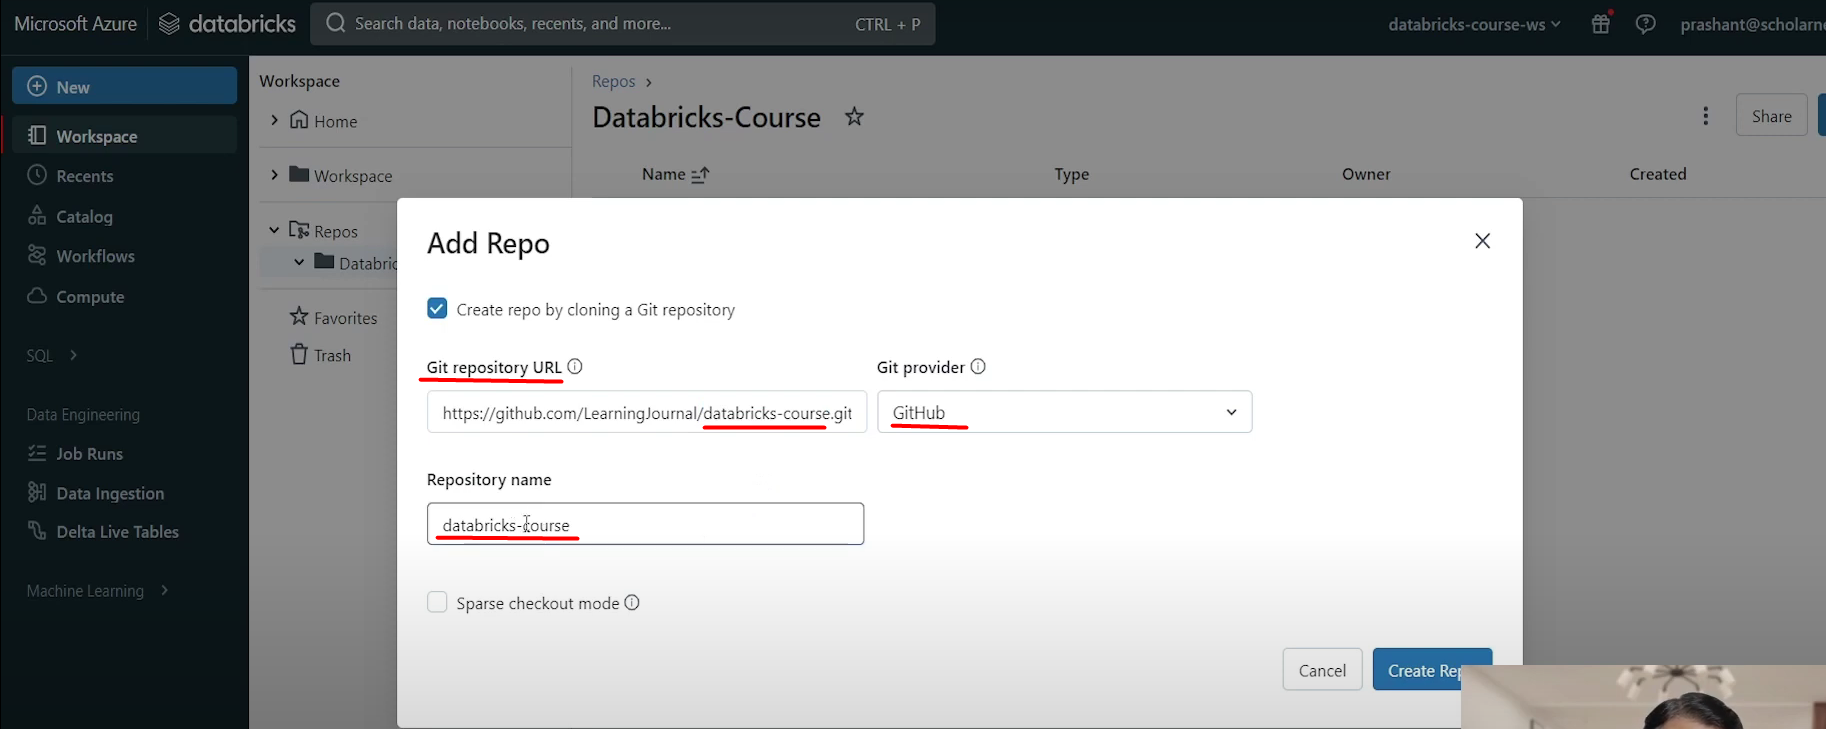 Microsoft Azure databricks Search data, notebooks, recents, and more... CTRL + P databricks-course-ws prashant@scholarne
New
Workspace
Recents
Catalog
Workflows
Compute
SQL
Data Engineering
Job Runs
Data Ingestion
Delta Live Tables
Machine Learning
Workspace
Home
Workspace
Repos
Databric
Favorites
Trash
Repos
Databricks-Course
Share
Name Type Owner Created
Add Repo
Create repo by cloning a Git repository
Git repository URL Git provider
https://github.com/LearningJournal/databricks-course.git GitHub
Repository name
databricks-course
Sparse checkout mode
Cancel Create Rep